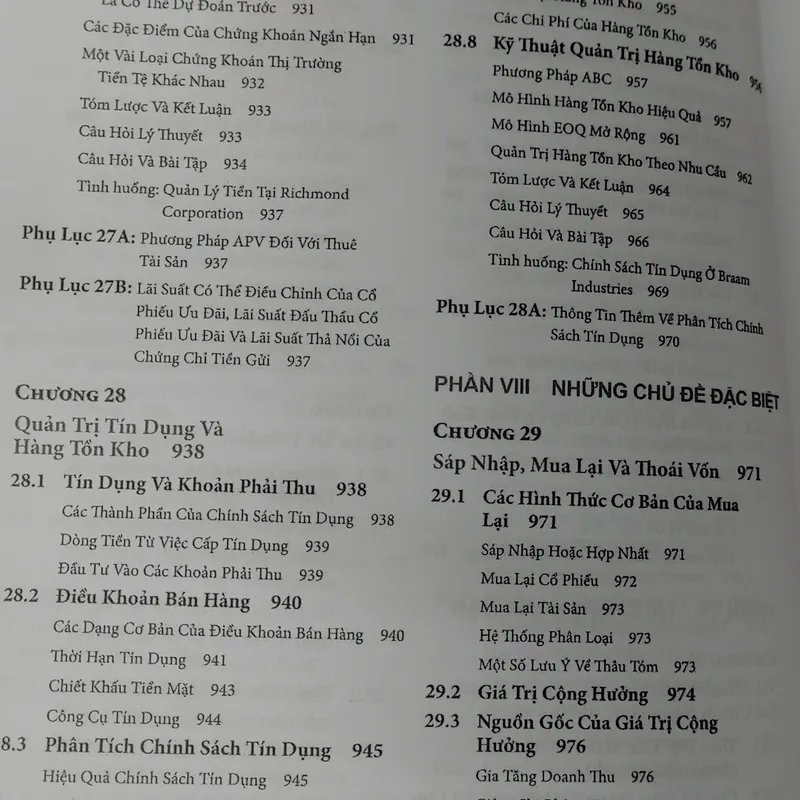 Là Có Thể Dự Đoán Trước 931
Các Đặc Điểm Của Chứng Khoán Ngắn Hạn 931
Một Vài Loại Chứng Khoán Thị Trường
Tiền Tệ Khác Nhau 932
Tóm Lược Và Kết Luận 933
Câu Hỏi Lý Thuyết 933
Câu Hỏi Và Bài Tập 934
Tình huống: Quản Lý Tiền Tại Richmond
Corporation 937
Phụ Lục 27A: Phương Pháp APV Đối Với Thuê
Tài Sản 937
Phụ Lục 27B: Lãi Suất Có Thể Điều Chỉnh Của Cổ
Phiếu Ưu Đãi, Lãi Suất Đấu Thầu Cổ
Phiếu Ưu Đãi Và Lãi Suất Thả Nổi Của
Chứng Chỉ Tiền Gửi 937
CHƯƠNG 28
Quản Trị Tín Dụng Và
Hàng Tồn Kho 938
28.1 Tín Dụng Và Khoản Phải Thu 938
Các Thành Phần Của Chính Sách Tín Dụng 938
Dòng Tiền Từ Việc Cấp Tín Dụng 939
Đầu Tư Vào Các Khoản Phải Thu 939
28.2 Điều Khoản Bán Hàng 940
Các Dạng Cơ Bản Của Điều Khoản Bán Hàng 940
Thời Hạn Tín Dụng 941
Chiết Khấu Tiền Mặt 943
Công Cụ Tín Dụng 944
8.3 Phân Tích Chính Sách Tín Dụng 945
Hiệu Quả Chính Sách Tín Dụng 945
Hàng Tồn Kho 955
Các Chi Phí Của Hàng Tồn Kho 956
28.8 Kỹ Thuật Quản Trị Hàng Tồn Kho 956
Phương Pháp ABC 957
Mô Hình Hàng Tồn Kho Hiệu Quả 957
Mô Hình EOQ Mở Rộng 961
Quản Trị Hàng Tồn Kho Theo Nhu Cầu 962
Tóm Lược Và Kết Luận 964
Câu Hỏi Lý Thuyết 965
Câu Hỏi Và Bài Tập 966
Tình huống: Chính Sách Tín Dụng Ở Braam
Industries 969
Phụ Lục 28A: Thông Tin Thêm Về Phân Tích Chính
Sách Tín Dụng 970
PHẦN VIII NHỮNG CHỦ ĐỀ ĐẶC BIỆT
CHƯƠNG 29
Sáp Nhập, Mua Lại Và Thoái Vốn 971
29.1 Các Hình Thức Cơ Bản Của Mua
Lại 971
Sáp Nhập Hoặc Hợp Nhất 971
Mua Lại Cổ Phiếu 972
Mua Lại Tài Sản 973
Hệ Thống Phân Loại 973
Một Số Lưu Ý Về Thâu Tóm 973
29.2 Giá Trị Cộng Hưởng 974
29.3 Nguồn Gốc Của Giá Trị Cộng
Hưởng 976
Gia Tăng Doanh Thu 976